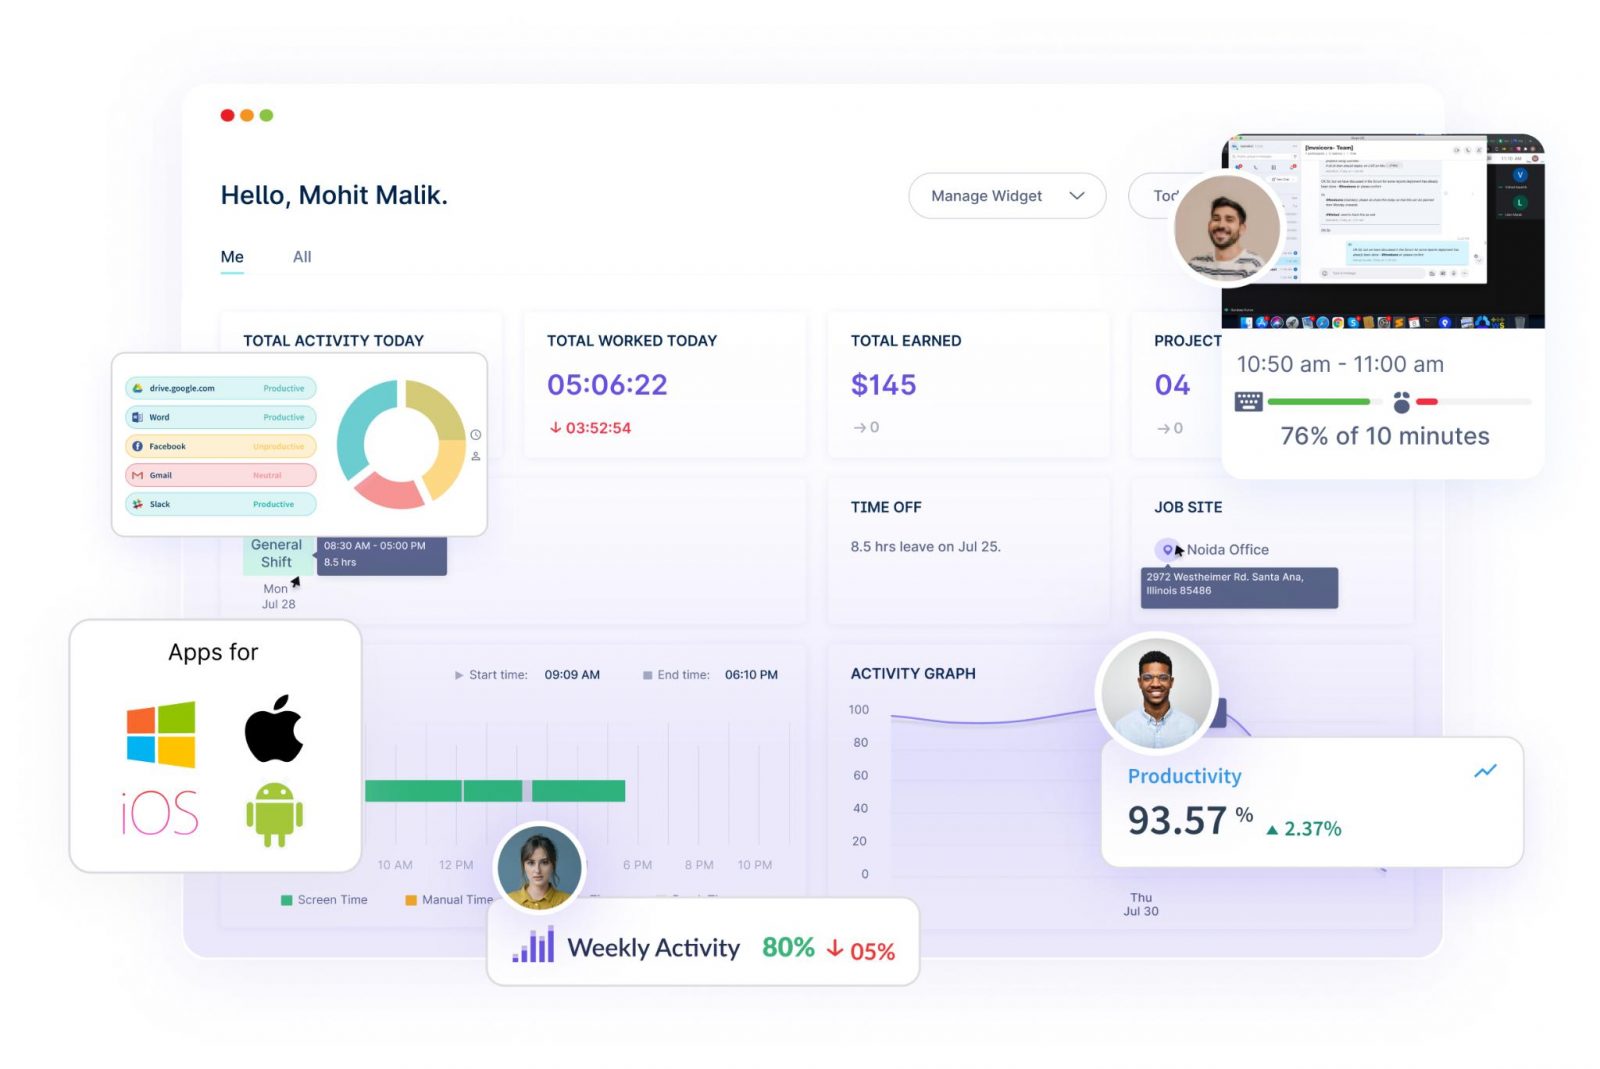 Hello, Mohit Malik.
Manage Widget
Me
All
TOTAL ACTIVITY TODAY
TOTAL WORKED TODAY
05:06:22
03:52:54
TOTAL EARNED
$145
0
PROJECT
04
0
[Invoicera- Team]
10:50 am - 11:00 am
76% of 10 minutes
drive.google.com Productive
Word Productive
Facebook Unproductive
Gmail Neutral
Slack Productive
General
Shift
08:30 AM - 05:00 PM
8.5 hrs
Mon
Jul 28
TIME OFF
8.5 hrs leave on Jul 25.
JOB SITE
Noida Office
2972 Westheimer Rd. Santa Ana,
Illinois 85486
Apps for
iOS
Start time: 09:09 AM
End time: 06:10 PM
10 AM 12 PM 6 PM 8 PM 10 PM
Screen Time
Manual Time
ACTIVITY GRAPH
100
80
60
40
20
0
Thu
Jul 30
Productivity
93.57 %
2.37%
Weekly Activity 80% 05%